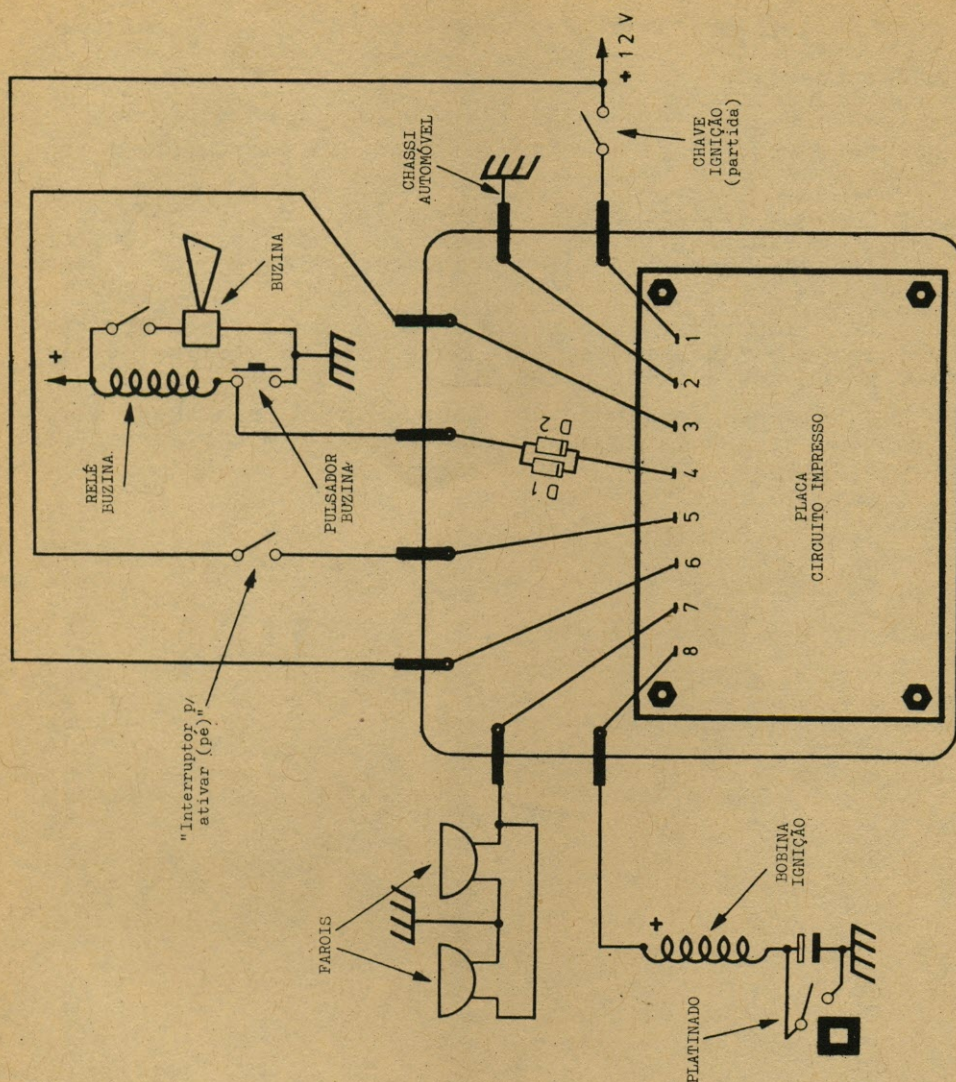 + 12 V
CHAVE
IGNIÇÃO
(partida)
CHASSI
AUTOMÓVEL
BUZINA
+
RELÉ
BUZINA
PULSADOR
BUZINA
"Interruptor p/
ativar (pé)"
D 2
D 1
1
2
3
4
5
6
7
8
PLACA
CIRCUITO IMPRESSO
FAROIS
+
BOBINA
IGNIÇÃO
PLATINADO